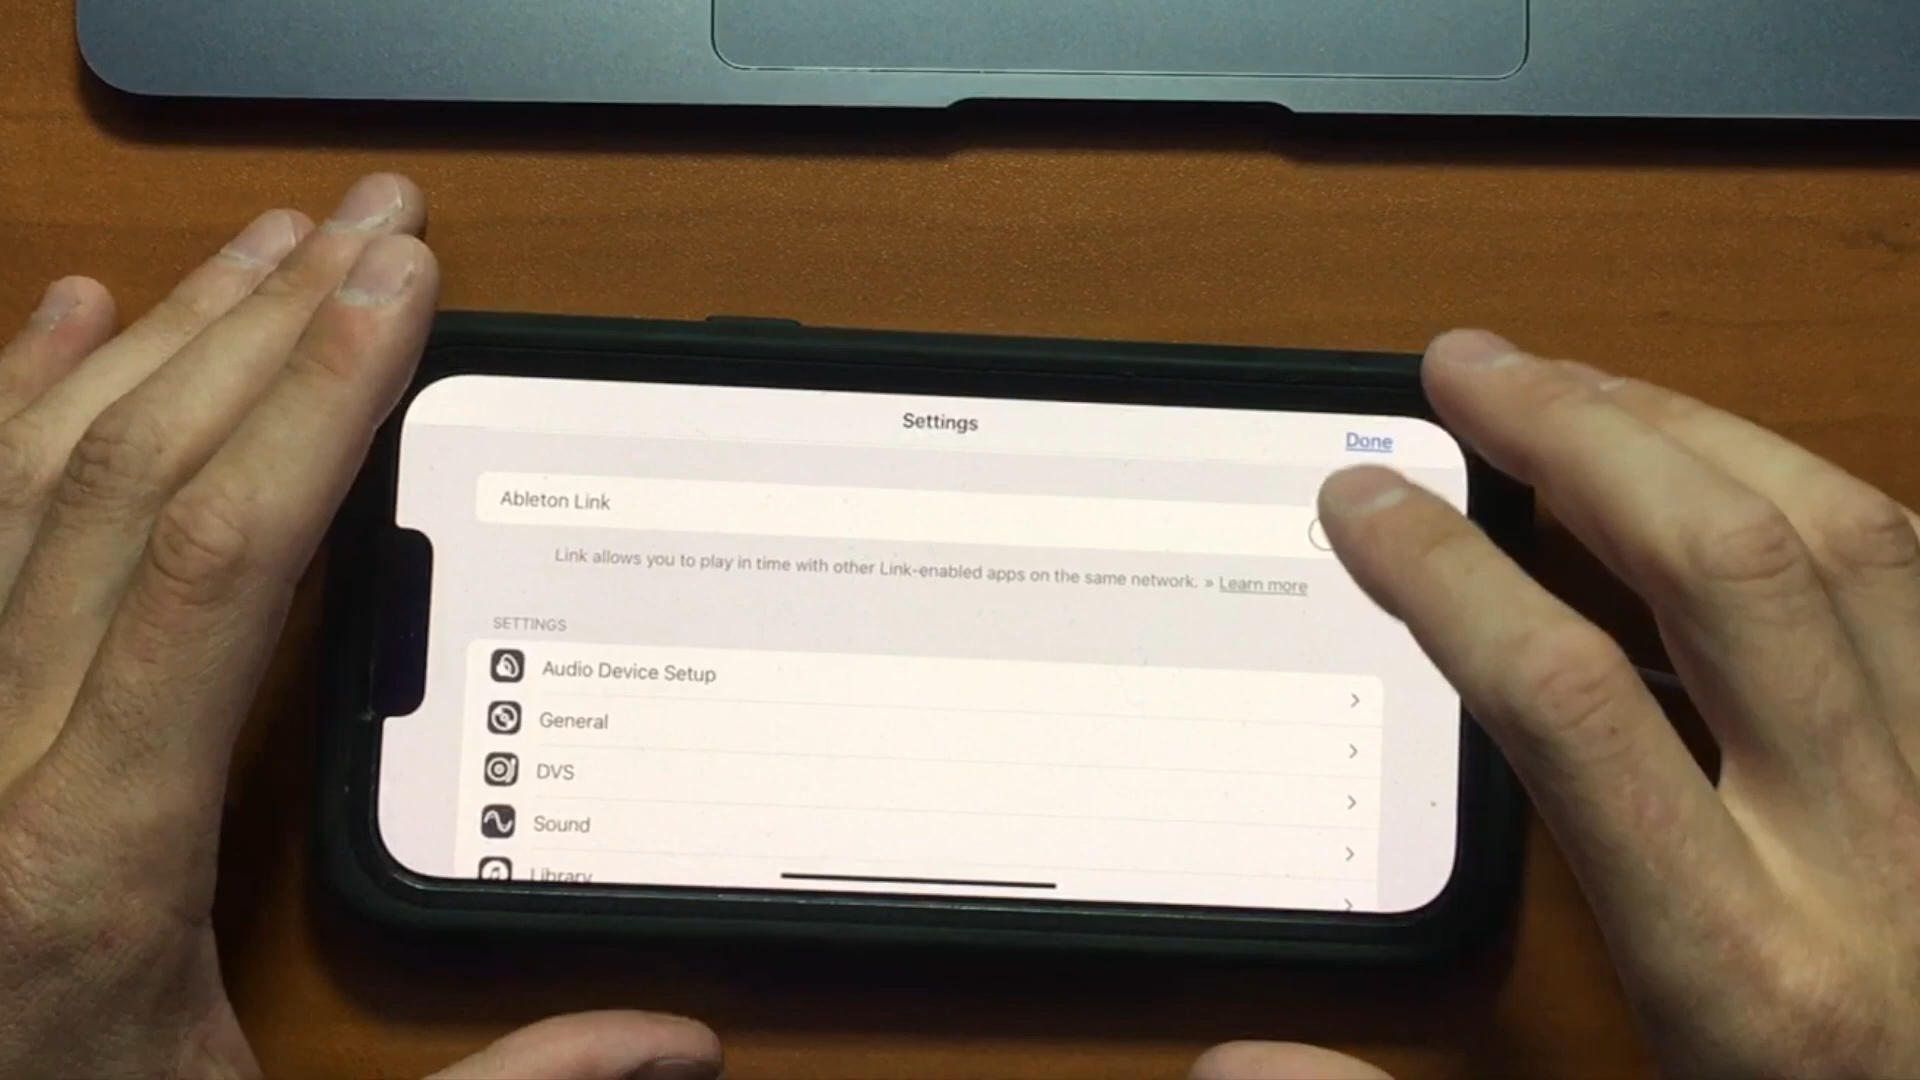 Settings
Done
Ableton Link
Link allows you to play in time with other Link-enabled apps on the same network. » Learn more
SETTINGS
Audio Device Setup
General
DVS
Sound
Library